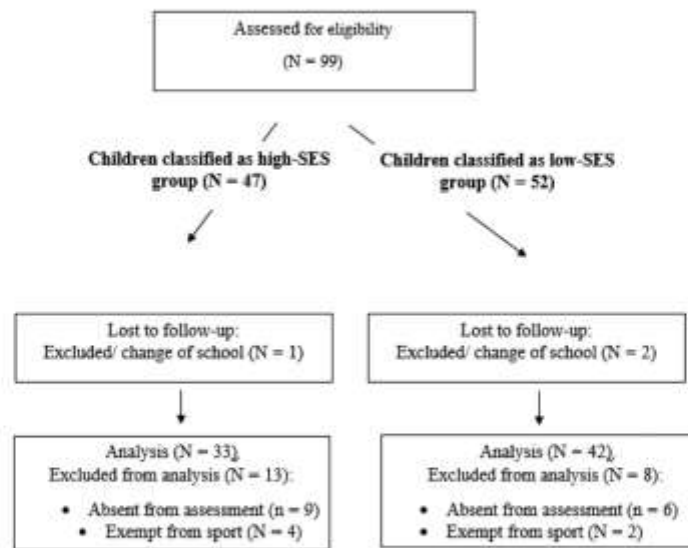 Assessed for eligibility
(N = 99)
Children classified as high-SES
group (N = 47)
Children classified as low-SES
group (N = 52)
Lost to follow-up:
Excluded/ change of school (N = 1)
Lost to follow-up:
Excluded/ change of school (N = 2)
Analysis (N = 33),
Excluded from analysis (N = 13):
• Absent from assessment (n = 9)
• Exempt from sport (N = 4)
Analysis (N = 42),
Excluded from analysis (N = 8):
• Absent from assessment (n = 6)
• Exempt from sport (N = 2)